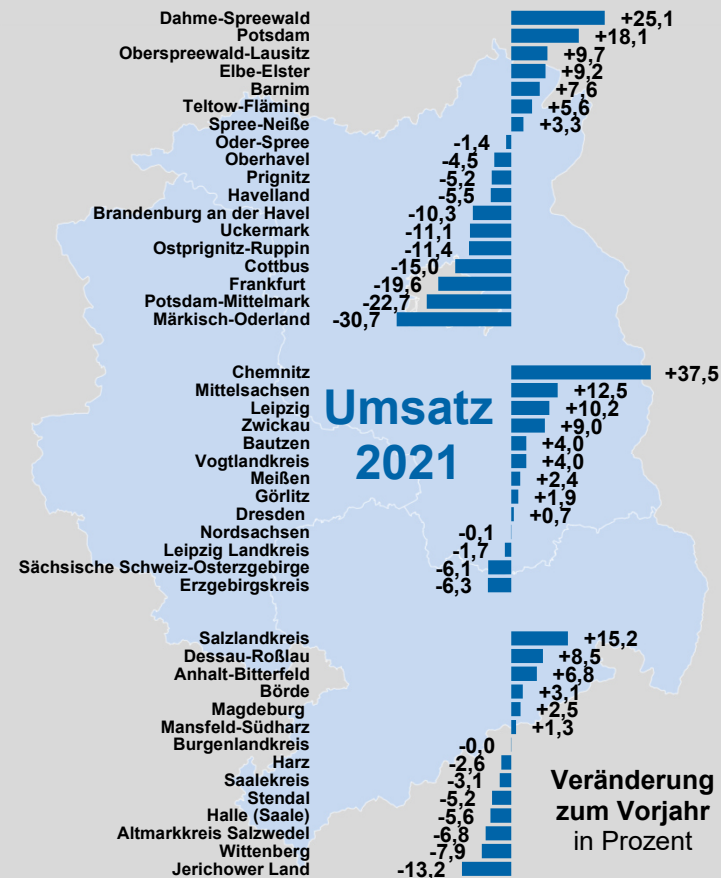 Dahme-Spreewald +25,1
Potsdam +18,1
Oberspreewald-Lausitz +9,7
Elbe-Elster +9,2
Barnim +7,6
Teltow-Fläming +5,6
Spree-Neiße +3,3
Oder-Spree -1,4
Oberhavel -4,5
Prignitz -5,2
Havelland -5,5
Brandenburg an der Havel -10,3
Uckermark -11,1
Ostprignitz-Ruppin -11,4
Cottbus -15,0
Frankfurt -19,6
Potsdam-Mittelmark -22,7
Märkisch-Oderland -30,7
Chemnitz +37,5
Mittelsachsen +12,5
Leipzig +10,2
Zwickau +9,0
Bautzen +4,0
Vogtlandkreis +4,0
Meißen +2,4
Görlitz +1,9
Dresden +0,7
Nordsachsen -0,1
Leipzig Landkreis -1,7
Sächsische Schweiz-Osterzgebirge -6,1
Erzgebirgskreis -6,3
Umsatz
2021
Salzlandkreis +15,2
Dessau-Roßlau +8,5
Anhalt-Bitterfeld +6,8
Börde +3,1
Magdeburg +2,5
Mansfeld-Südharz +1,3
Burgenlandkreis -0,0
Harz -2,6
Saalekreis -3,1
Stendal -5,2
Halle (Saale) -5,6
Altmarkkreis Salzwedel -6,8
Wittenberg -7,9
Jerichower Land -13,2
Veränderung
zum Vorjahr
in Prozent